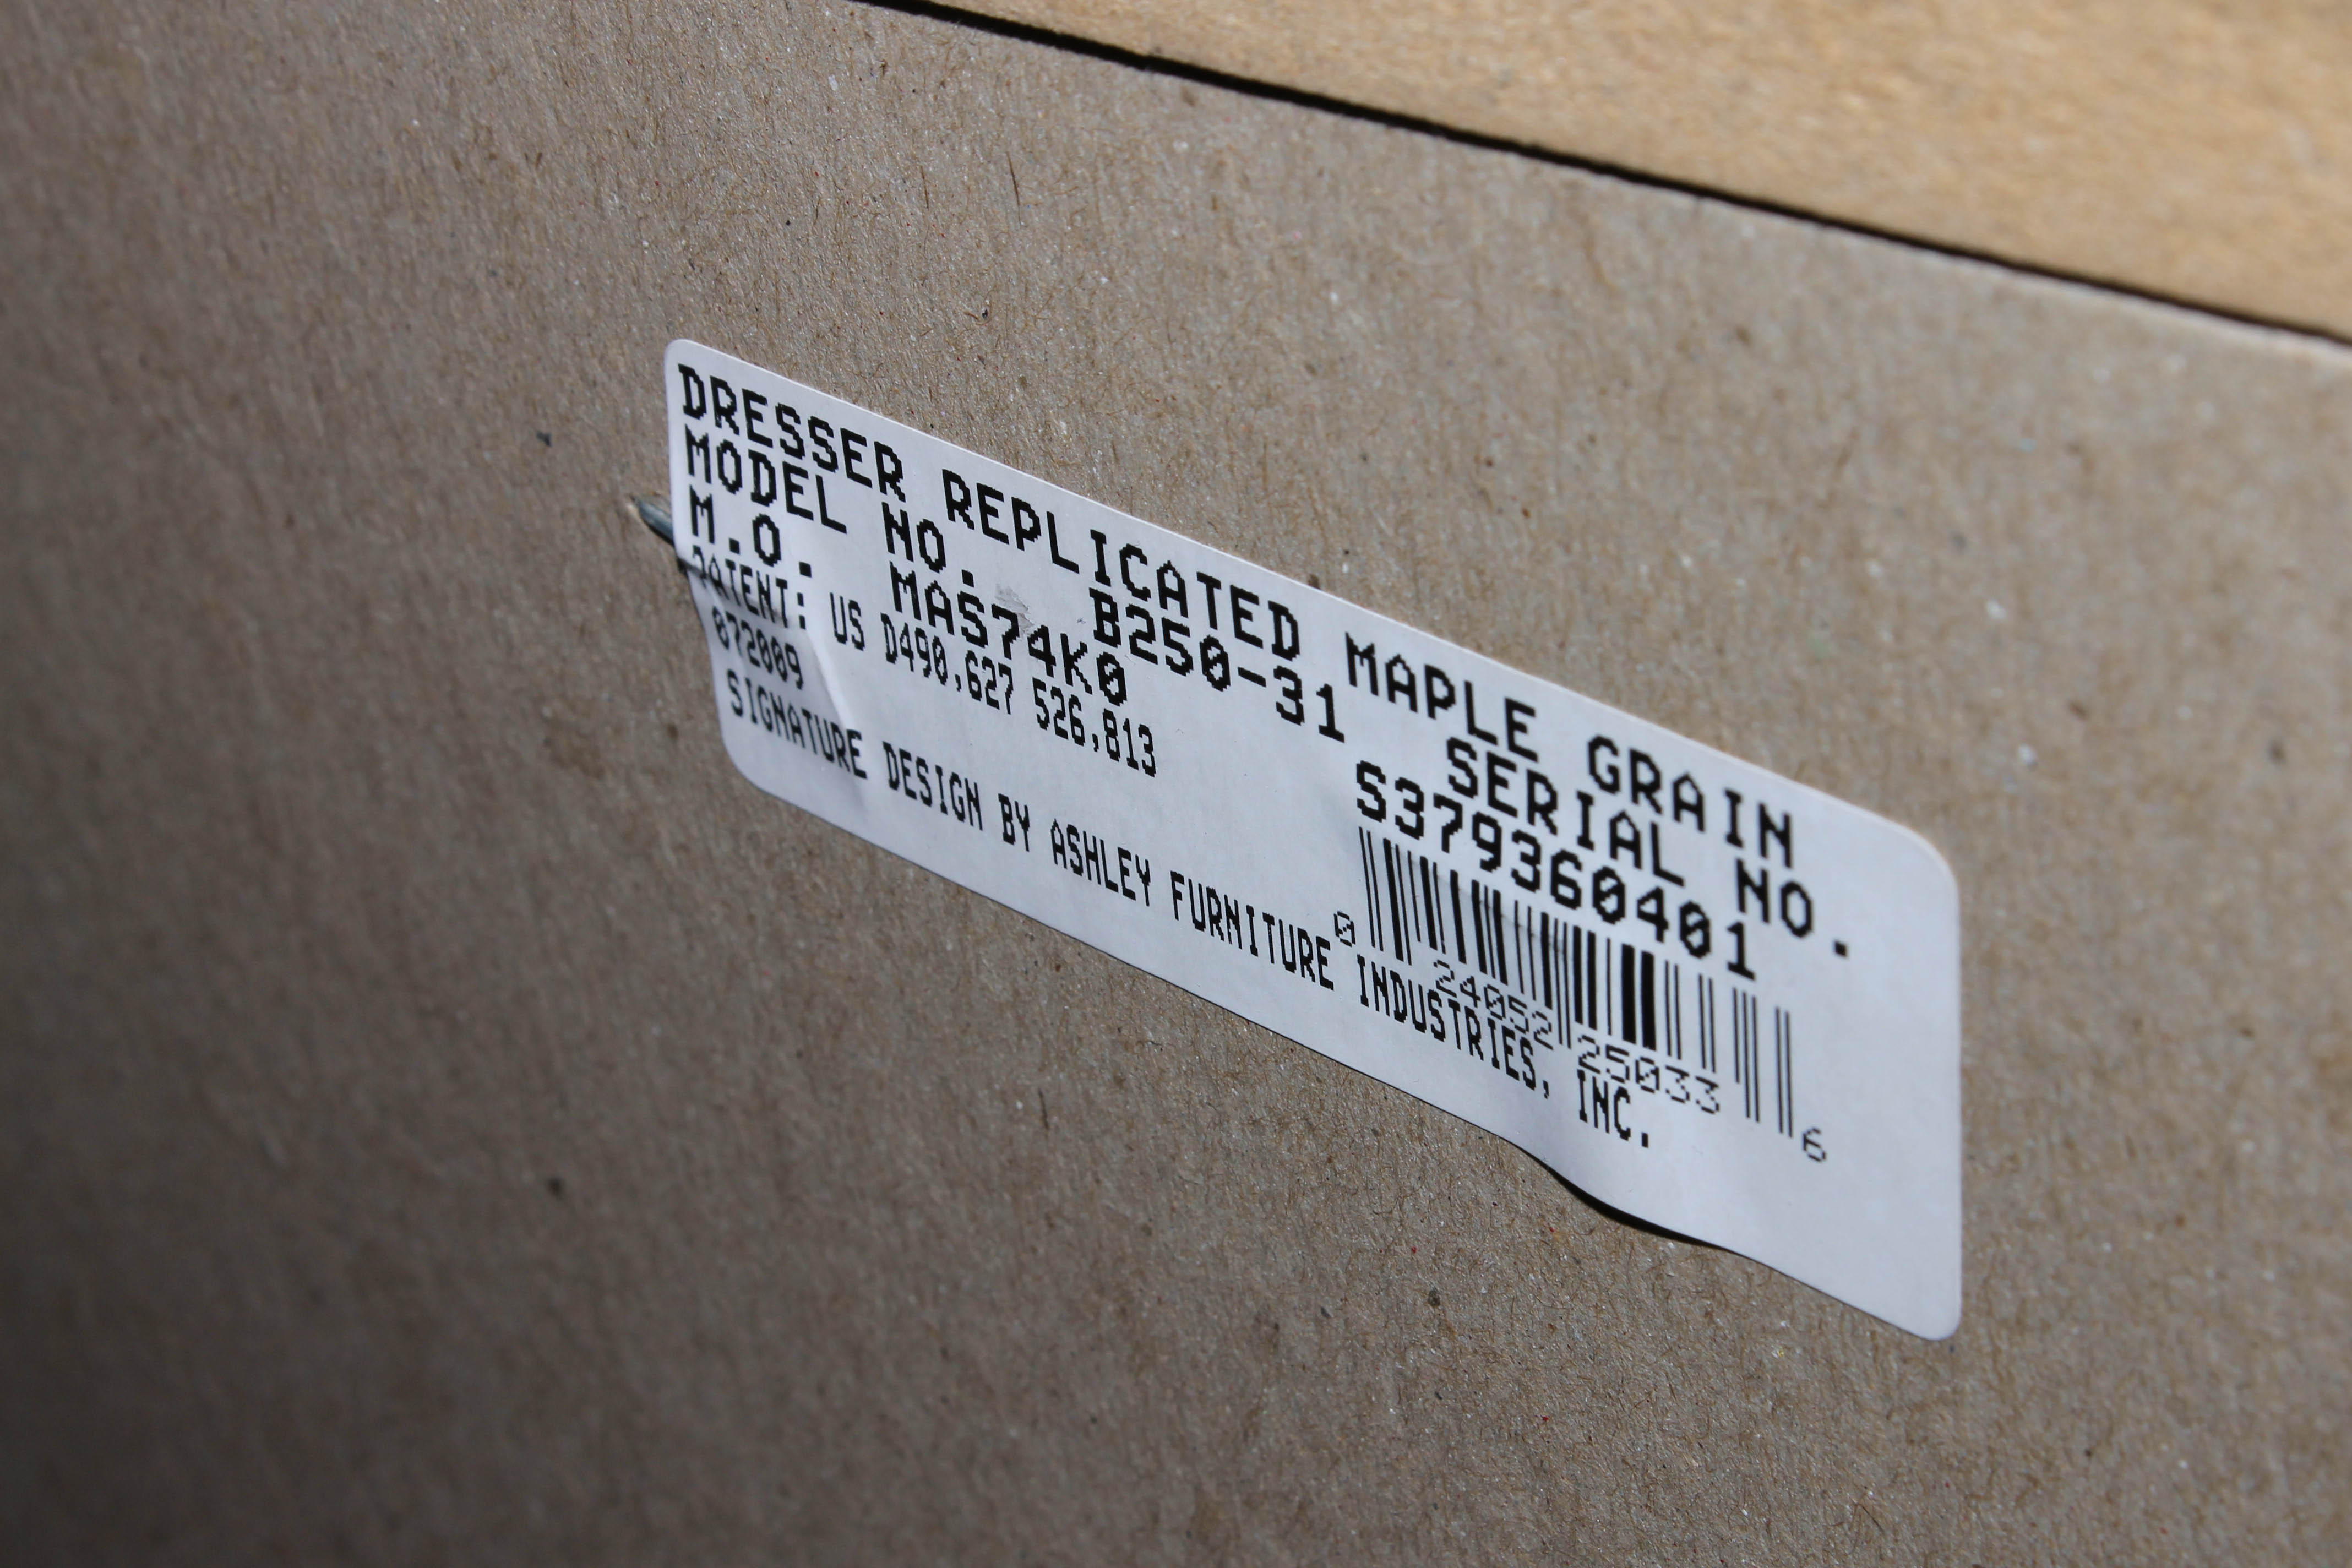 DRESSER REPLICATED MAPLE GRAIN
MODEL NO. B250-31 SERIAL NO.
M.O. MAS74K0 S379360401
PATENT: US D490,627 526,813
072009
0 24052 25033 6
SIGNATURE DESIGN BY ASHLEY FURNITURE INDUSTRIES, INC.